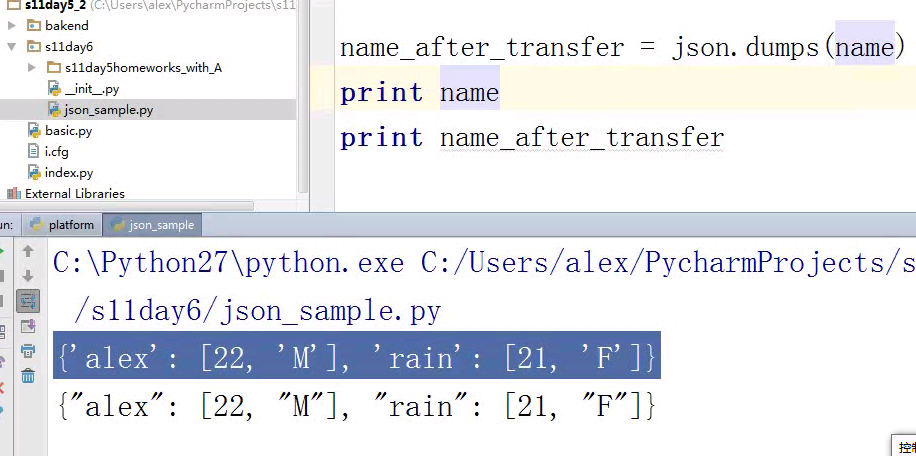 s11day5_2 (C:\Users\alex\PycharmProjects\s11
bakend
s11day6
s11day5homeworks_with_A
__init__.py
json_sample.py
basic.py
i.cfg
index.py
External Libraries
name_after_transfer = json.dumps(name)
print name
print name_after_transfer
un: platform json_sample
C:\Python27\python.exe C:/Users/alex/PycharmProjects/s
/s11day6/json_sample.py
{'alex': [22, 'M'], 'rain': [21, 'F']}
{"alex": [22, "M"], "rain": [21, "F"]}
控制